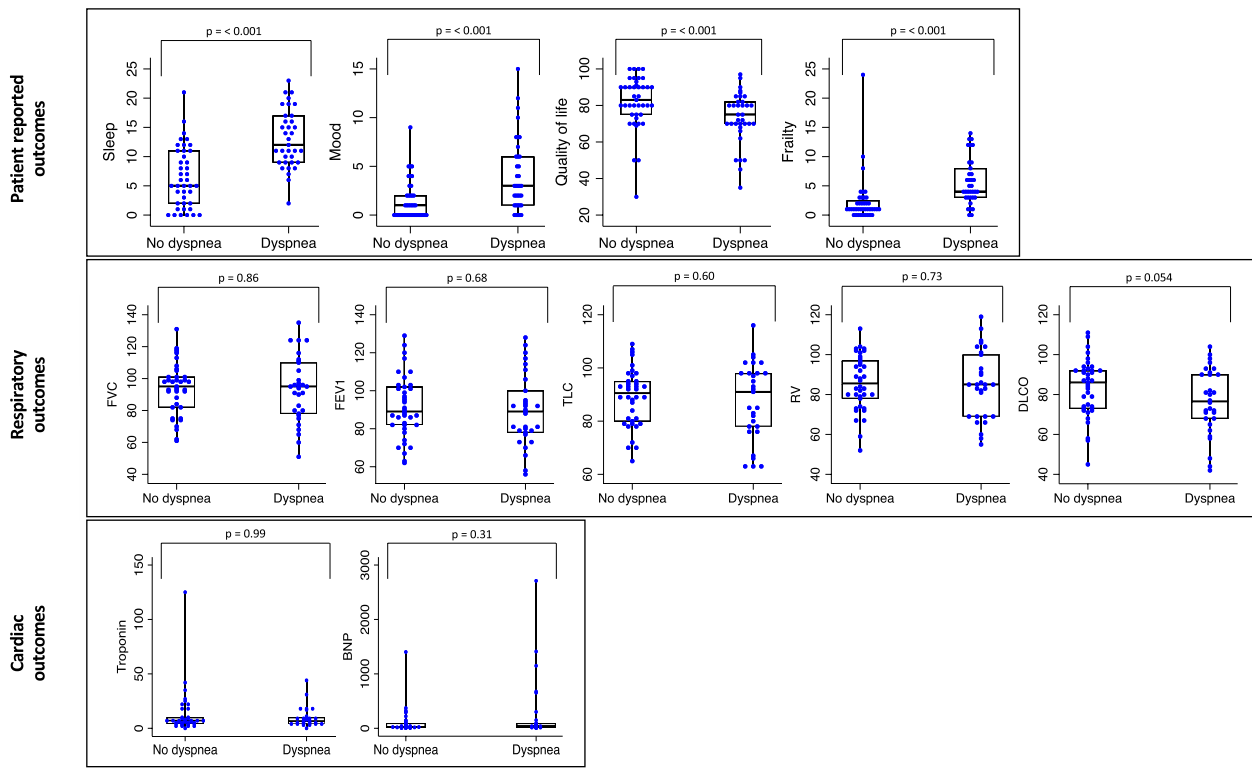 Patient reported
outcomes
p = < 0.001
Sleep
25
20
15
10
5
0
No dyspnea
Dyspnea
p = < 0.001
Mood
15
10
5
0
No dyspnea
Dyspnea
p = < 0.001
Quality of life
100
80
60
40
20
No dyspnea
Dyspnea
p = < 0.001
Frailty
25
20
15
10
5
0
No dyspnea
Dyspnea
Respiratory
outcomes
p = 0.86
FVC
140
120
100
80
60
40
No dyspnea
Dyspnea
p = 0.68
FEV1
140
120
100
80
60
No dyspnea
Dyspnea
p = 0.60
TLC
120
100
80
60
No dyspnea
Dyspnea
p = 0.73
RV
120
100
80
60
40
No dyspnea
Dyspnea
p = 0.054
DLCO
120
100
80
60
40
No dyspnea
Dyspnea
Cardiac
outcomes
p = 0.99
Troponin
150
100
50
0
No dyspnea
Dyspnea
p = 0.31
BNP
3000
2000
1000
0
No dyspnea
Dyspnea